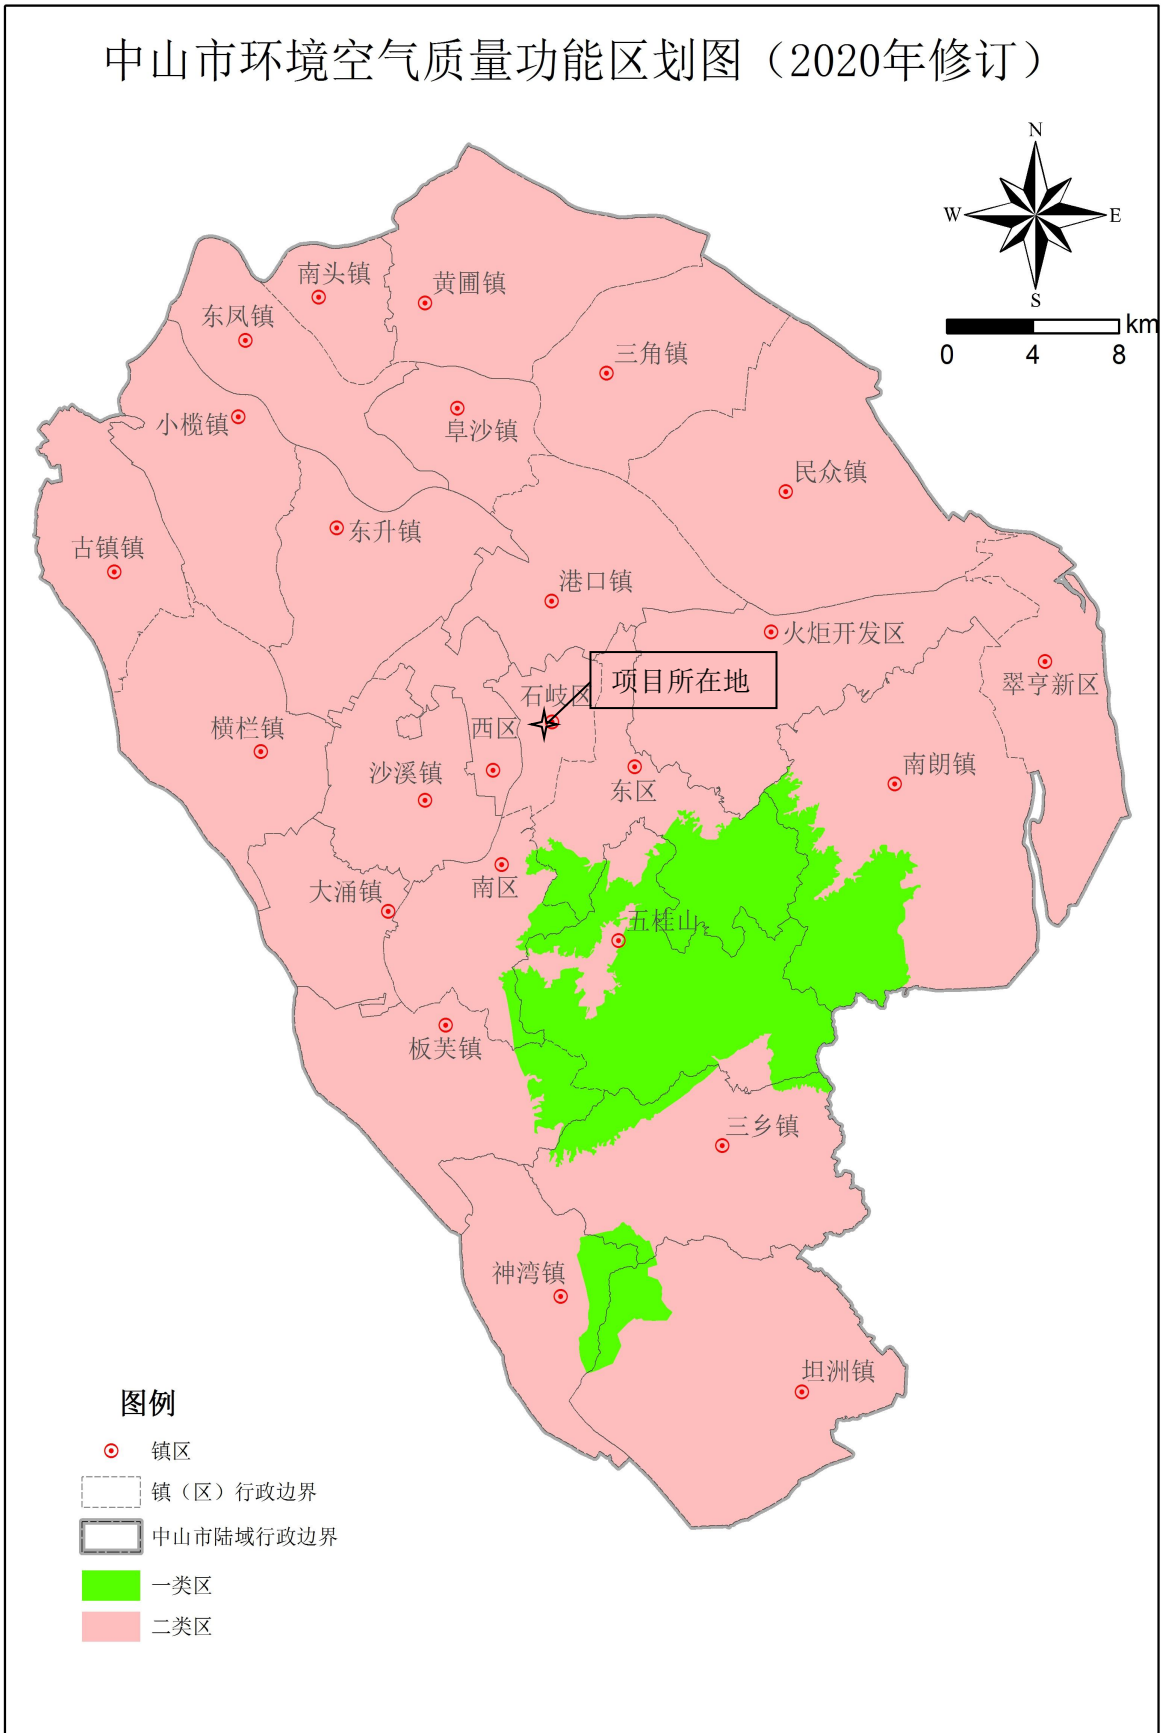 中山市环境空气质量功能区划图（2020年修订）
N
W
E
S
km
0 4 8
南头镇
黄圃镇
东凤镇
三角镇
小榄镇
阜沙镇
民众镇
东升镇
古镇镇
港口镇
火炬开发区
项目所在地
翠亨新区
石岐区
横栏镇
西区
沙溪镇
东区
南朗镇
南区
大涌镇
五桂山
板芙镇
三乡镇
神湾镇
坦洲镇
图例
镇区
镇（区）行政边界
中山市陆域行政边界
一类区
二类区